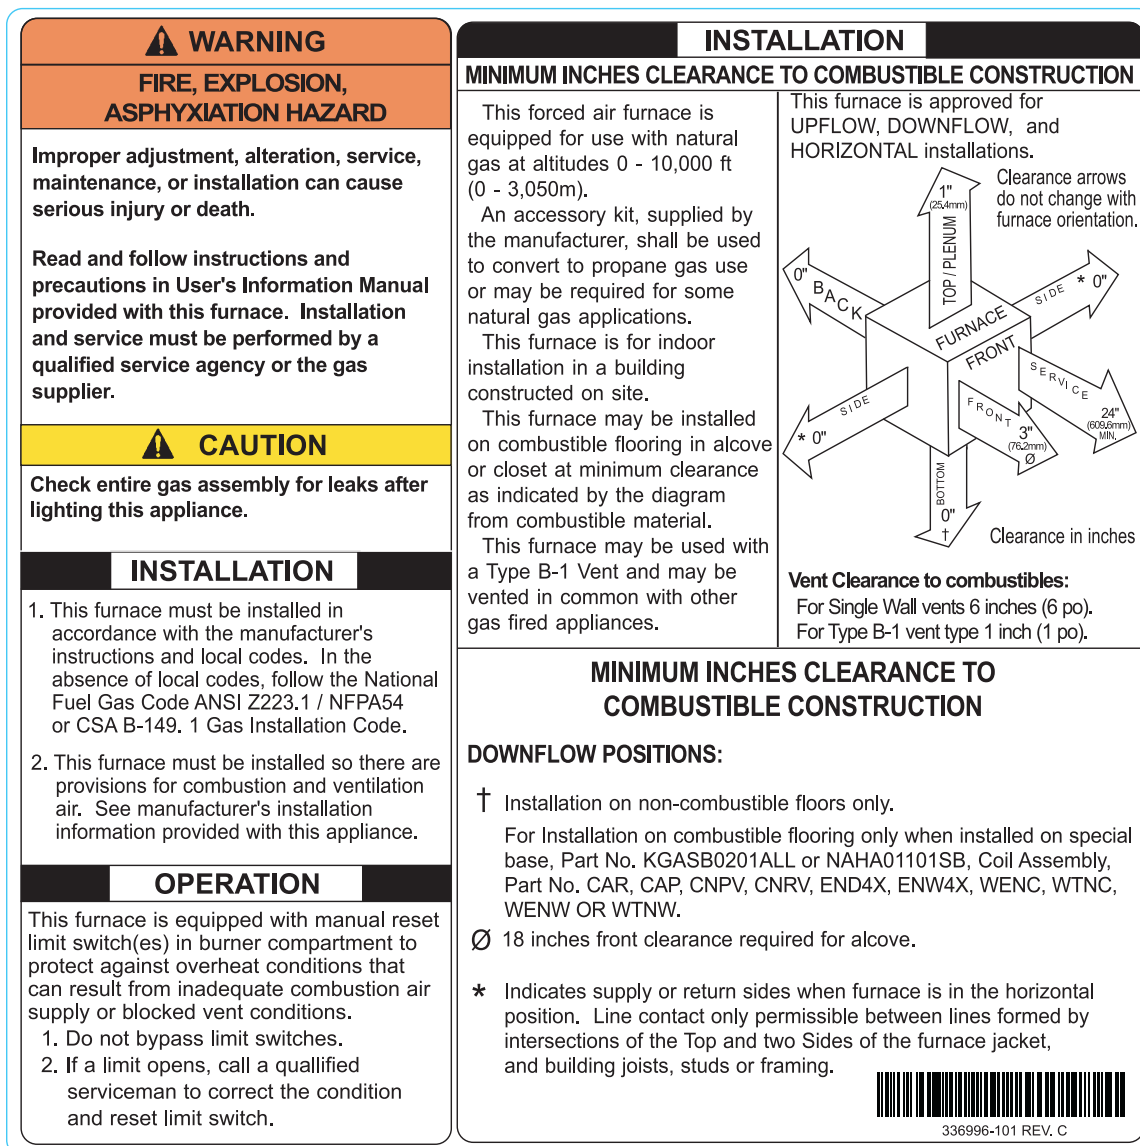 WARNING
FIRE, EXPLOSION,
ASPHYXIATION HAZARD
Improper adjustment, alteration, service,
maintenance, or installation can cause
serious injury or death.
Read and follow instructions and
precautions in User's Information Manual
provided with this furnace. Installation
and service must be performed by a
qualified service agency or the gas
supplier.
CAUTION
Check entire gas assembly for leaks after
lighting this appliance.
INSTALLATION
1. This furnace must be installed in
accordance with the manufacturer's
instructions and local codes. In the
absence of local codes, follow the National
Fuel Gas Code ANSI Z223.1 / NFPA54
or CSA B-149. 1 Gas Installation Code.
2. This furnace must be installed so there are
provisions for combustion and ventilation
air. See manufacturer's installation
information provided with this appliance.
OPERATION
This furnace is equipped with manual reset
limit switch(es) in burner compartment to
protect against overheat conditions that
can result from inadequate combustion air
supply or blocked vent conditions.
1. Do not bypass limit switches.
2. If a limit opens, call a quallified
serviceman to correct the condition
and reset limit switch.
INSTALLATION
MINIMUM INCHES CLEARANCE TO COMBUSTIBLE CONSTRUCTION
This forced air furnace is
equipped for use with natural
gas at altitudes 0 - 10,000 ft
(0 - 3,050m).
An accessory kit, supplied by
the manufacturer, shall be used
to convert to propane gas use
or may be required for some
natural gas applications.
This furnace is for indoor
installation in a building
constructed on site.
This furnace may be installed
on combustible flooring in alcove
or closet at minimum clearance
as indicated by the diagram
from combustible material.
This furnace may be used with
a Type B-1 Vent and may be
vented in common with other
gas fired appliances.
This furnace is approved for
UPFLOW, DOWNFLOW, and
HORIZONTAL installations.
Clearance arrows
do not change with
furnace orientation.
1"
(25.4mm)
TOP / PLENUM
0"
BACK
SIDE * 0"
FURNACE
FRONT
SERVICE
24"
(609.6mm)
MIN.
SIDE
* 0"
FRONT
3"
(76.2mm)
Ø
BOTTOM
0"
†
Clearance in inches
Vent Clearance to combustibles:
For Single Wall vents 6 inches (6 po).
For Type B-1 vent type 1 inch (1 po).
MINIMUM INCHES CLEARANCE TO
COMBUSTIBLE CONSTRUCTION
DOWNFLOW POSITIONS:
† Installation on non-combustible floors only.
For Installation on combustible flooring only when installed on special
base, Part No. KGASB0201ALL or NAHA01101SB, Coil Assembly,
Part No. CAR, CAP, CNPV, CNRV, END4X, ENW4X, WENC, WTNC,
WENW OR WTNW.
Ø 18 inches front clearance required for alcove.
* Indicates supply or return sides when furnace is in the horizontal
position. Line contact only permissible between lines formed by
intersections of the Top and two Sides of the furnace jacket,
and building joists, studs or framing.
336996-101 REV. C